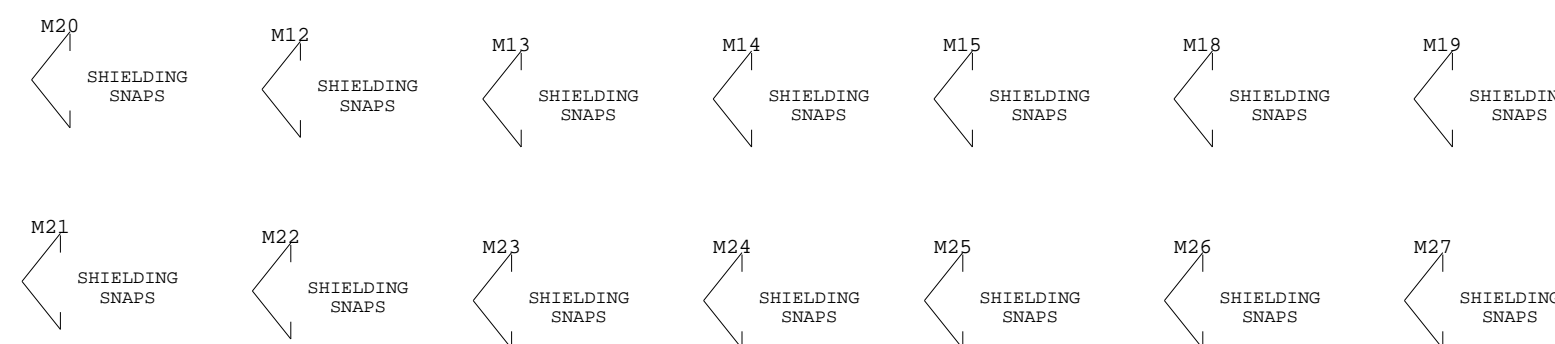 M20 M12 M13 M14 M15 M18 M19
SHIELDING SHIELDING SHIELDING SHIELDING SHIELDING SHIELDING SHIELDIN
SNAPS SNAPS SNAPS SNAPS SNAPS SNAPS SNAPS
M21 M22 M23 M24 M25 M26 M27
SHIELDING SHIELDING SHIELDING SHIELDING SHIELDING SHIELDING SHIELDING
SNAPS SNAPS SNAPS SNAPS SNAPS SNAPS SNAPS